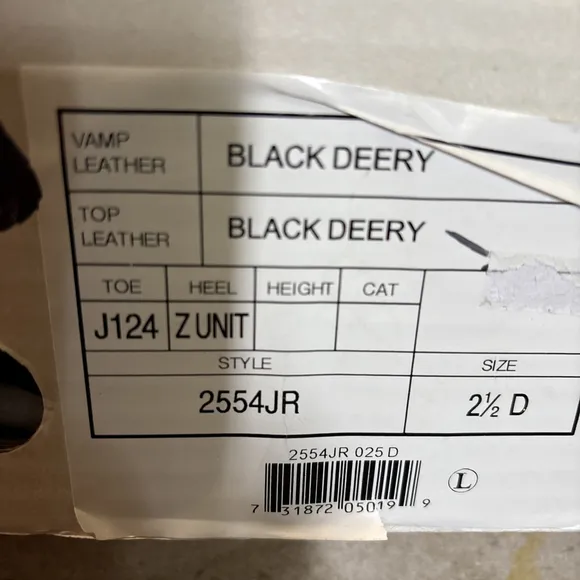 VAMP LEATHER BLACK DEERY
TOP LEATHER BLACK DEERY
TOE HEEL HEIGHT CAT
J124 Z UNIT
STYLE SIZE
2554JR 2½ D
2554JR 025 D
7 31872 05019 9
L